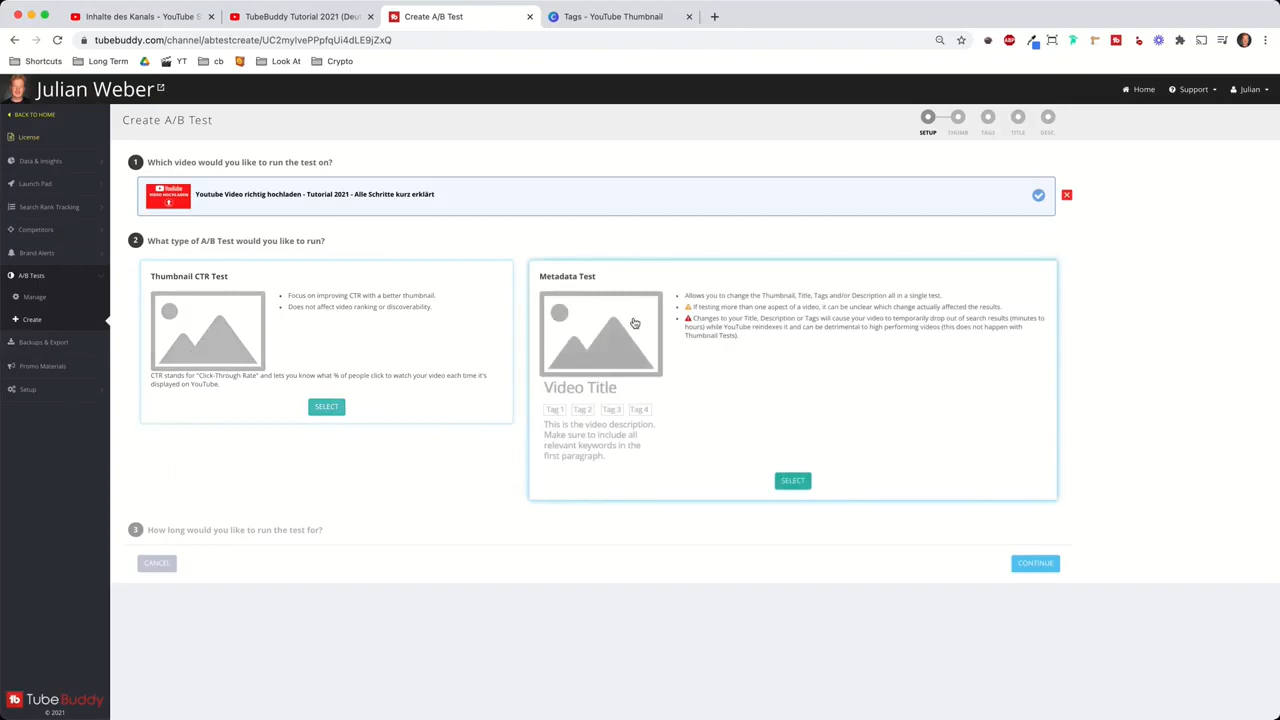 Inhalte des Kanals - YouTube S
TubeBuddy Tutorial 2021 (Deut
Create A/B Test
Tags - YouTube Thumbnail
tubebuddy.com/channel/abtestcreate/UC2mylvePPpfqUi4dLE9jZxQ
Shortcuts
Long Term
YT
cb
Look At
Crypto
Julian Weber
Home
Support
Julian
BACK TO HOME
License
Data & Insights
Launch Pad
Search Rank Tracking
Competitors
Brand Alerts
A/B Tests
Manage
Create
Backups & Export
Promo Materials
Setup
TubeBuddy
© 2021
Create A/B Test
SETUP
THUMB
TAGS
TITLE
DESC.
1 Which video would you like to run the test on?
YouTube
VIDEO HOCHLADEN
Youtube Video richtig hochladen - Tutorial 2021 - Alle Schritte kurz erklärt
2 What type of A/B Test would you like to run?
Thumbnail CTR Test
Focus on improving CTR with a better thumbnail.
Does not affect video ranking or discoverability.
CTR stands for "Click-Through Rate" and lets you know what % of people click to watch your video each time it's
displayed on YouTube.
SELECT
Metadata Test
Allows you to change the Thumbnail, Title, Tags and/or Description all in a single test.
If testing more than one aspect of a video, it can be unclear which change actually affected the results.
Changes to your Title, Description or Tags will cause your video to temporarily drop out of search results (minutes to
hours) while YouTube reindexes it and can be detrimental to high performing videos (this does not happen with
Thumbnail Tests).
Video Title
Tag 1 Tag 2 Tag 3 Tag 4
This is the video description.
Make sure to include all
relevant keywords in the
first paragraph.
SELECT
3 How long would you like to run the test for?
CANCEL
CONTINUE